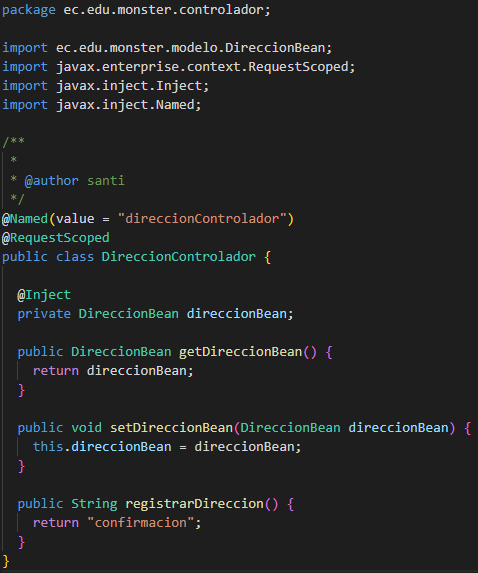 package ec.edu.monster.controlador;

import ec.edu.monster.modelo.DireccionBean;
import javax.enterprise.context.RequestScoped;
import javax.inject.Inject;
import javax.inject.Named;

/**
 *
 * @author santi
 */
@Named(value = "direccionControlador")
@RequestScoped
public class DireccionControlador {

  @Inject
  private DireccionBean direccionBean;

  public DireccionBean getDireccionBean() {
    return direccionBean;
  }

  public void setDireccionBean(DireccionBean direccionBean) {
    this.direccionBean = direccionBean;
  }

  public String registrarDireccion() {
    return "confirmacion";
  }
}